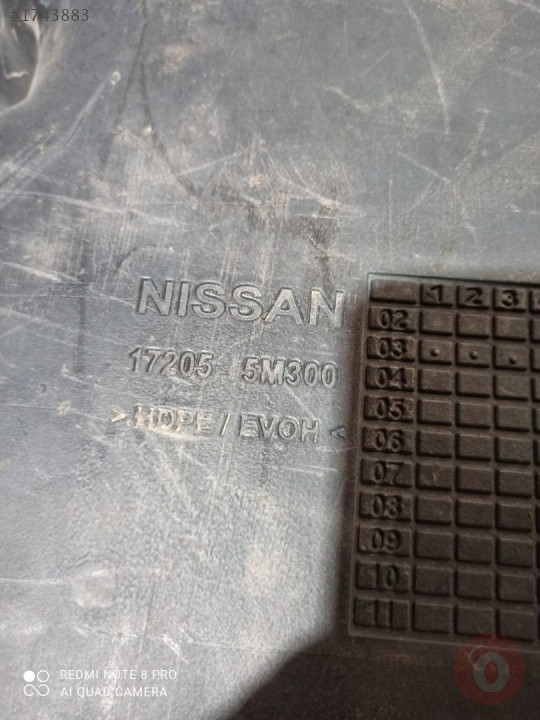 1743883
NISSAN
17205 5M300
>HDPE / EVOH<
1 2 3
02
03
04
05
06
07
08
09
10
11
REDMI NOTE 8 PRO
AI QUAD CAMERA